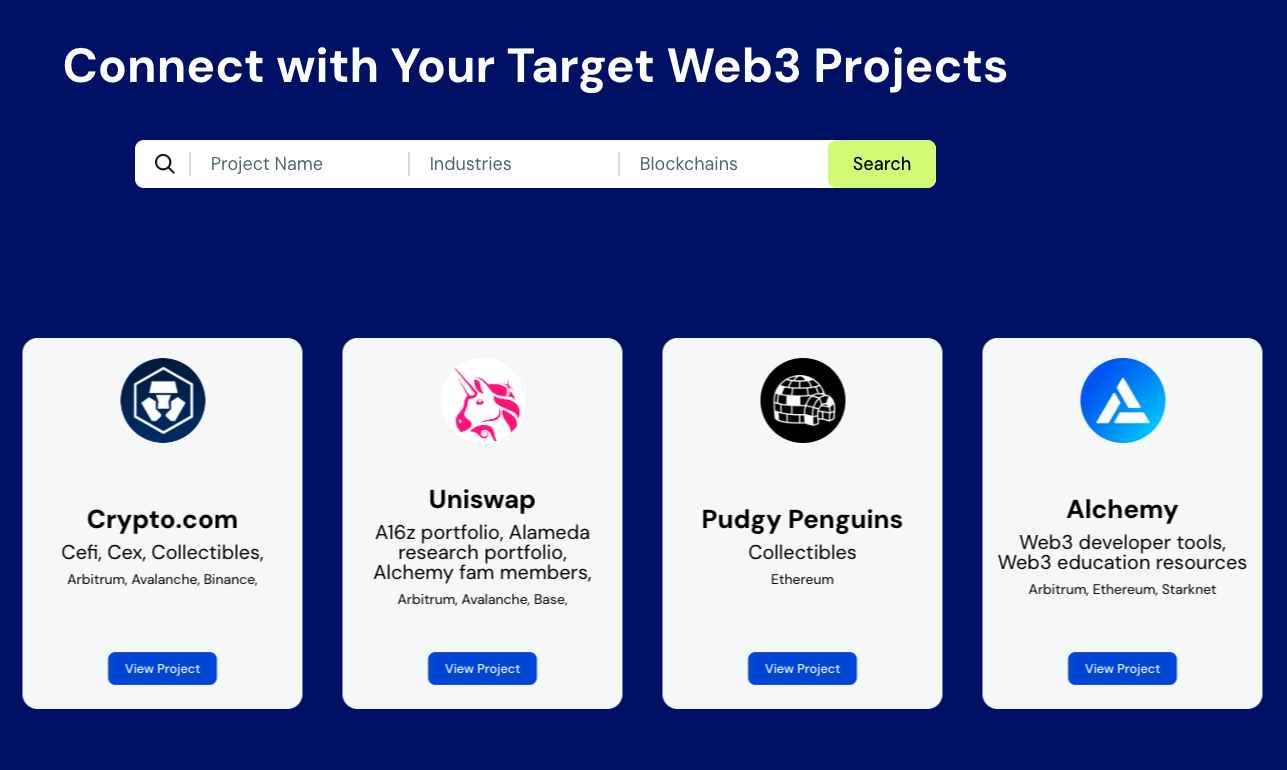 Connect with Your Target Web3 Projects
Project Name
Industries
Blockchains
Search
Crypto.com
Cefi, Cex, Collectibles,
Arbitrum, Avalanche, Binance,
View Project
Uniswap
A16z portfolio, Alameda
research portfolio,
Alchemy fam members,
Arbitrum, Avalanche, Base,
View Project
Pudgy Penguins
Collectibles
Ethereum
View Project
Alchemy
Web3 developer tools,
Web3 education resources
Arbitrum, Ethereum, Starknet
View Project